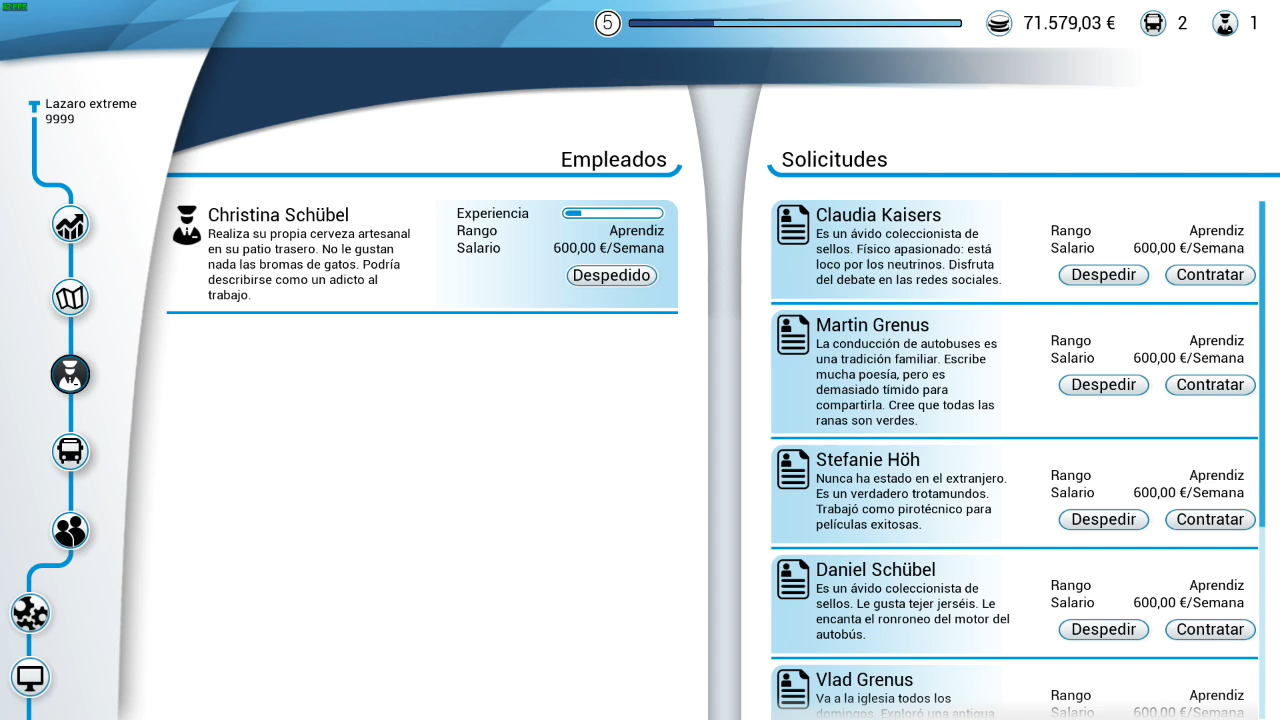 5
71.579,03 €
2
1
Lazaro extreme
9999
Empleados
Christina Schübel
Realiza su propia cerveza artesanal
en su patio trasero. No le gustan
nada las bromas de gatos. Podría
describirse como un adicto al
trabajo.
Experiencia
Rango Aprendiz
Salario 600,00 €/Semana
Despedido
Solicitudes
Claudia Kaisers
Es un ávido coleccionista de
sellos. Físico apasionado: está
loco por los neutrinos. Disfruta
del debate en las redes sociales.
Rango Aprendiz
Salario 600,00 €/Semana
Despedir Contratar
Martin Grenus
La conducción de autobuses es
una tradición familiar. Escribe
mucha poesía, pero es
demasiado tímido para
compartirla. Cree que todas las
ranas son verdes.
Rango Aprendiz
Salario 600,00 €/Semana
Despedir Contratar
Stefanie Höh
Nunca ha estado en el extranjero.
Es un verdadero trotamundos.
Trabajó como pirotécnico para
películas exitosas.
Rango Aprendiz
Salario 600,00 €/Semana
Despedir Contratar
Daniel Schübel
Es un ávido coleccionista de
sellos. Le gusta tejer jerséis. Le
encanta el ronroneo del motor del
autobús.
Rango Aprendiz
Salario 600,00 €/Semana
Despedir Contratar
Vlad Grenus
Va a la iglesia todos los
domingos. Exploró una antigua
Rango Aprendiz
Salario 600,00 €/Semana